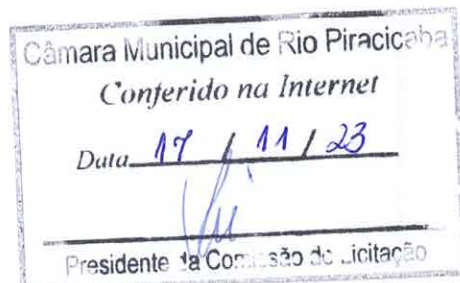 Câmara Municipal de Rio Piracicaba
Conferido na Internet
Data 17 / 11 / 23
Presidente da Comissão de Licitação